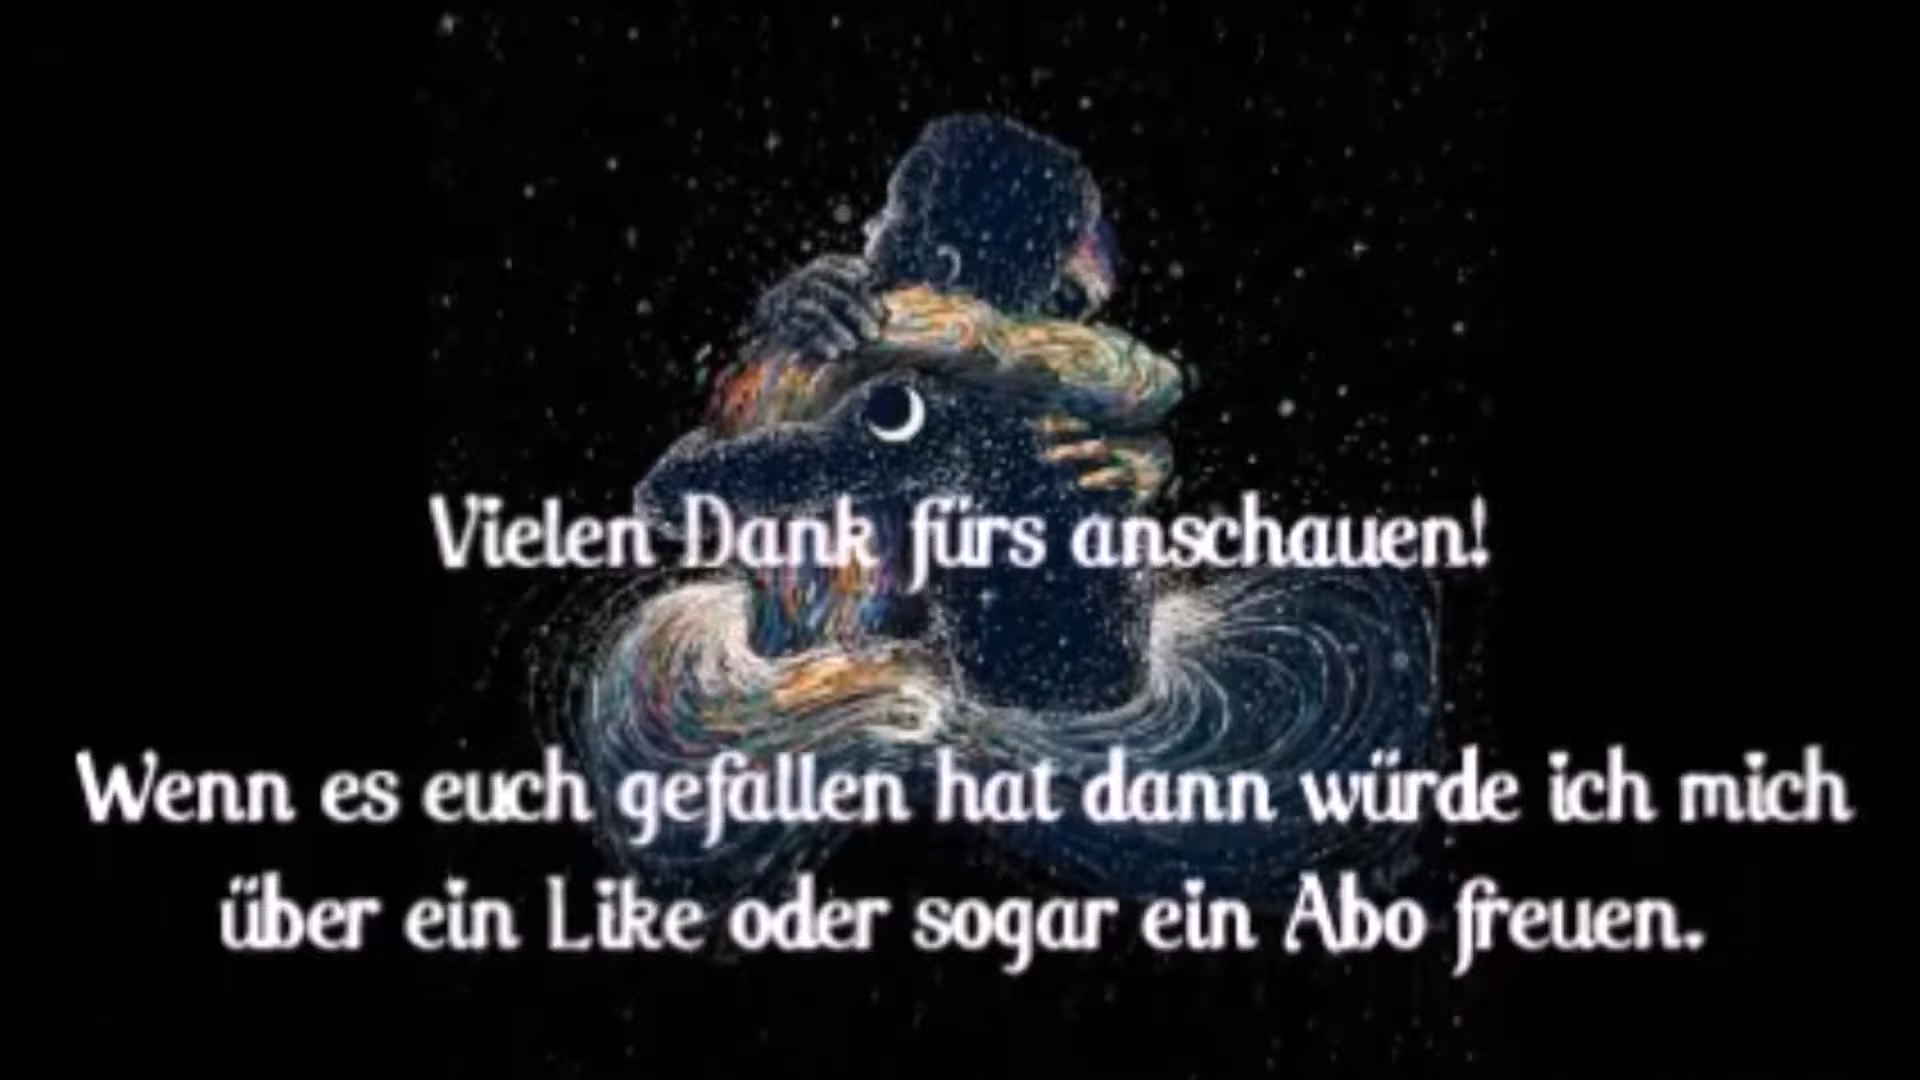 Vielen Dank fürs anschauen!
Wenn es euch gefallen hat dann würde ich mich
über ein Like oder sogar ein Abo freuen.